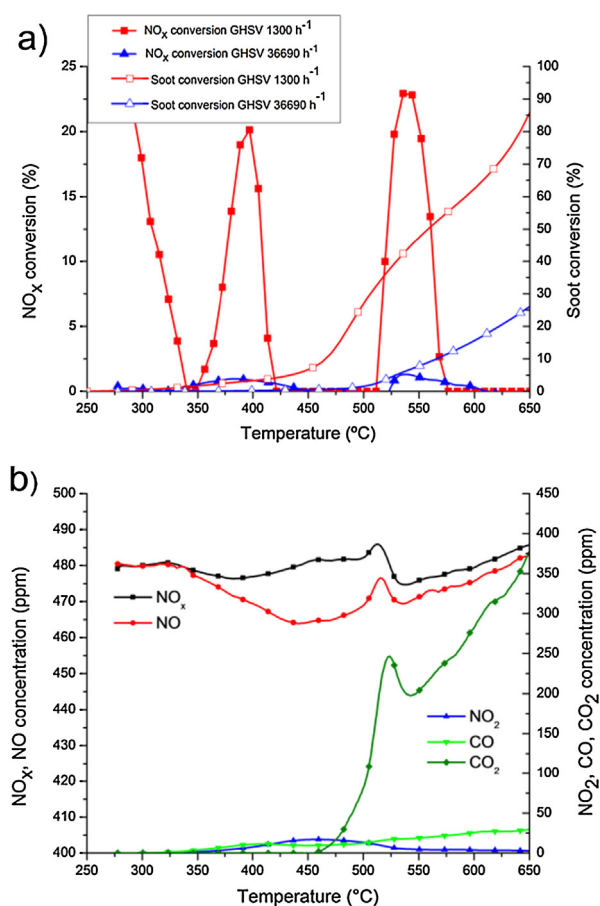 a)
NOx conversion GHSV 1300 h⁻¹
NOx conversion GHSV 36690 h⁻¹
Soot conversion GHSV 1300 h⁻¹
Soot conversion GHSV 36690 h⁻¹
25
20
15
10
5
0
NOx conversion (%)
100
90
80
70
60
50
40
30
20
10
0
Soot conversion (%)
250 300 350 400 450 500 550 600 650
Temperature (ºC)
b)
500
490
480
470
460
450
440
430
420
410
400
NOx, NO concentration (ppm)
NOx
NO
NO2
CO
CO2
450
400
350
300
250
200
150
100
50
0
NO2, CO, CO2 concentration (ppm)
250 300 350 400 450 500 550 600 650
Temperature (°C)